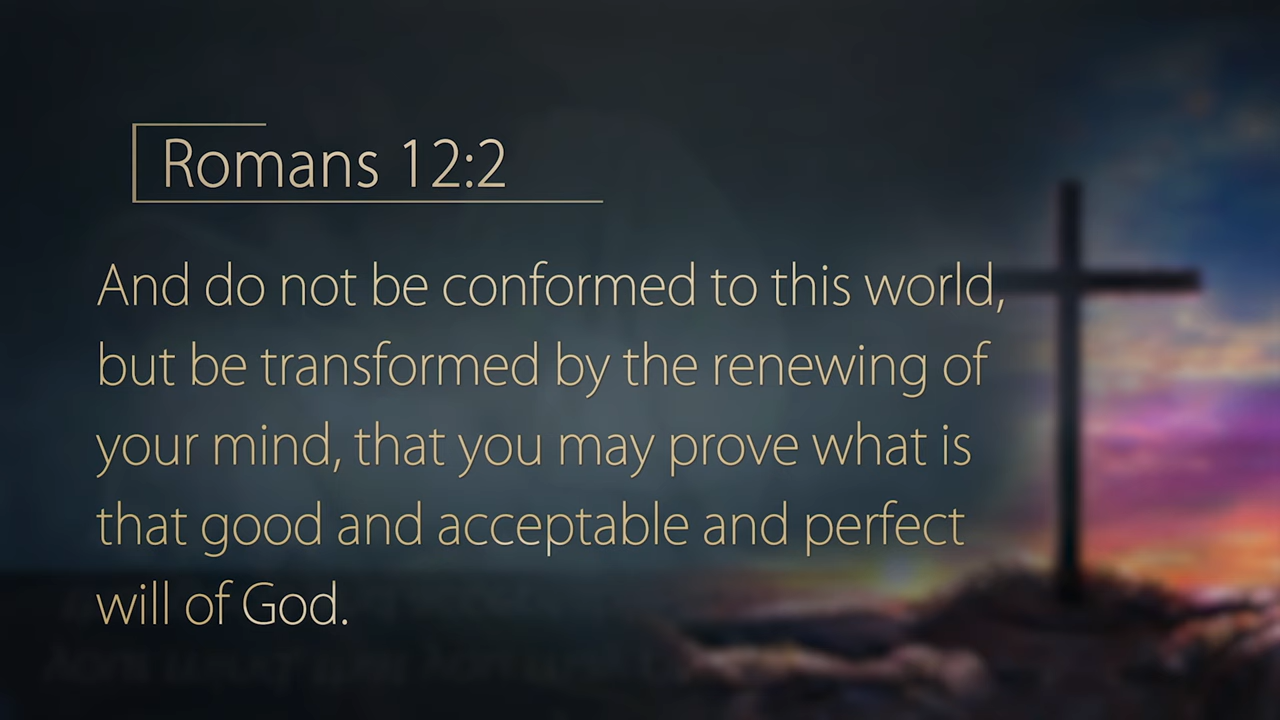 Romans 12:2
And do not be conformed to this world,
but be transformed by the renewing of
your mind, that you may prove what is
that good and acceptable and perfect
will of God.